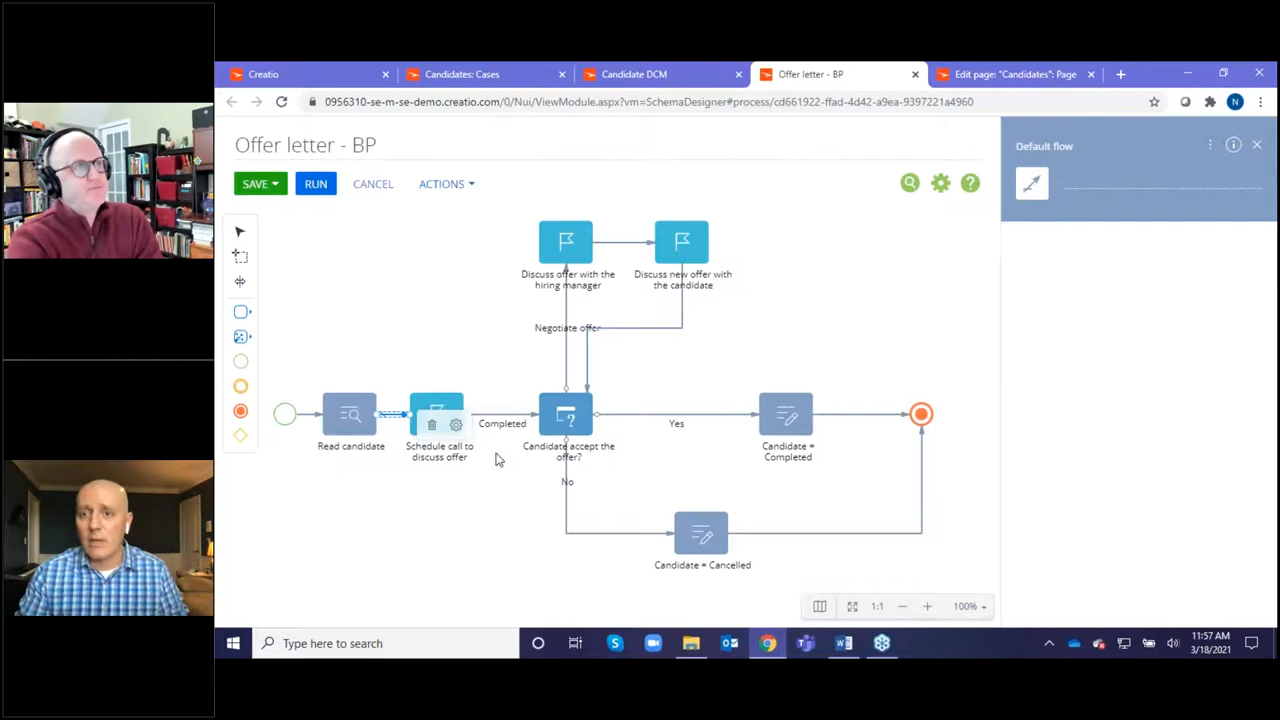 Creatio
Candidates: Cases
Candidate DCM
Offer letter - BP
Edit page: "Candidates": Page
0956310-se-m-se-demo.creatio.com/0/Nui/ViewModule.aspx?vm=SchemaDesigner#process/cd661922-ffad-4d42-a9ea-9397221a4960
N
Offer letter - BP
Default flow
SAVE
RUN
CANCEL
ACTIONS
Discuss offer with the
hiring manager
Discuss new offer with
the candidate
Negotiate offer
Completed
Yes
Read candidate
Schedule call to
discuss offer
Candidate accept the
offer?
Candidate =
Completed
No
Candidate = Cancelled
1:1
100%
Type here to search
11:57 AM
3/18/2021